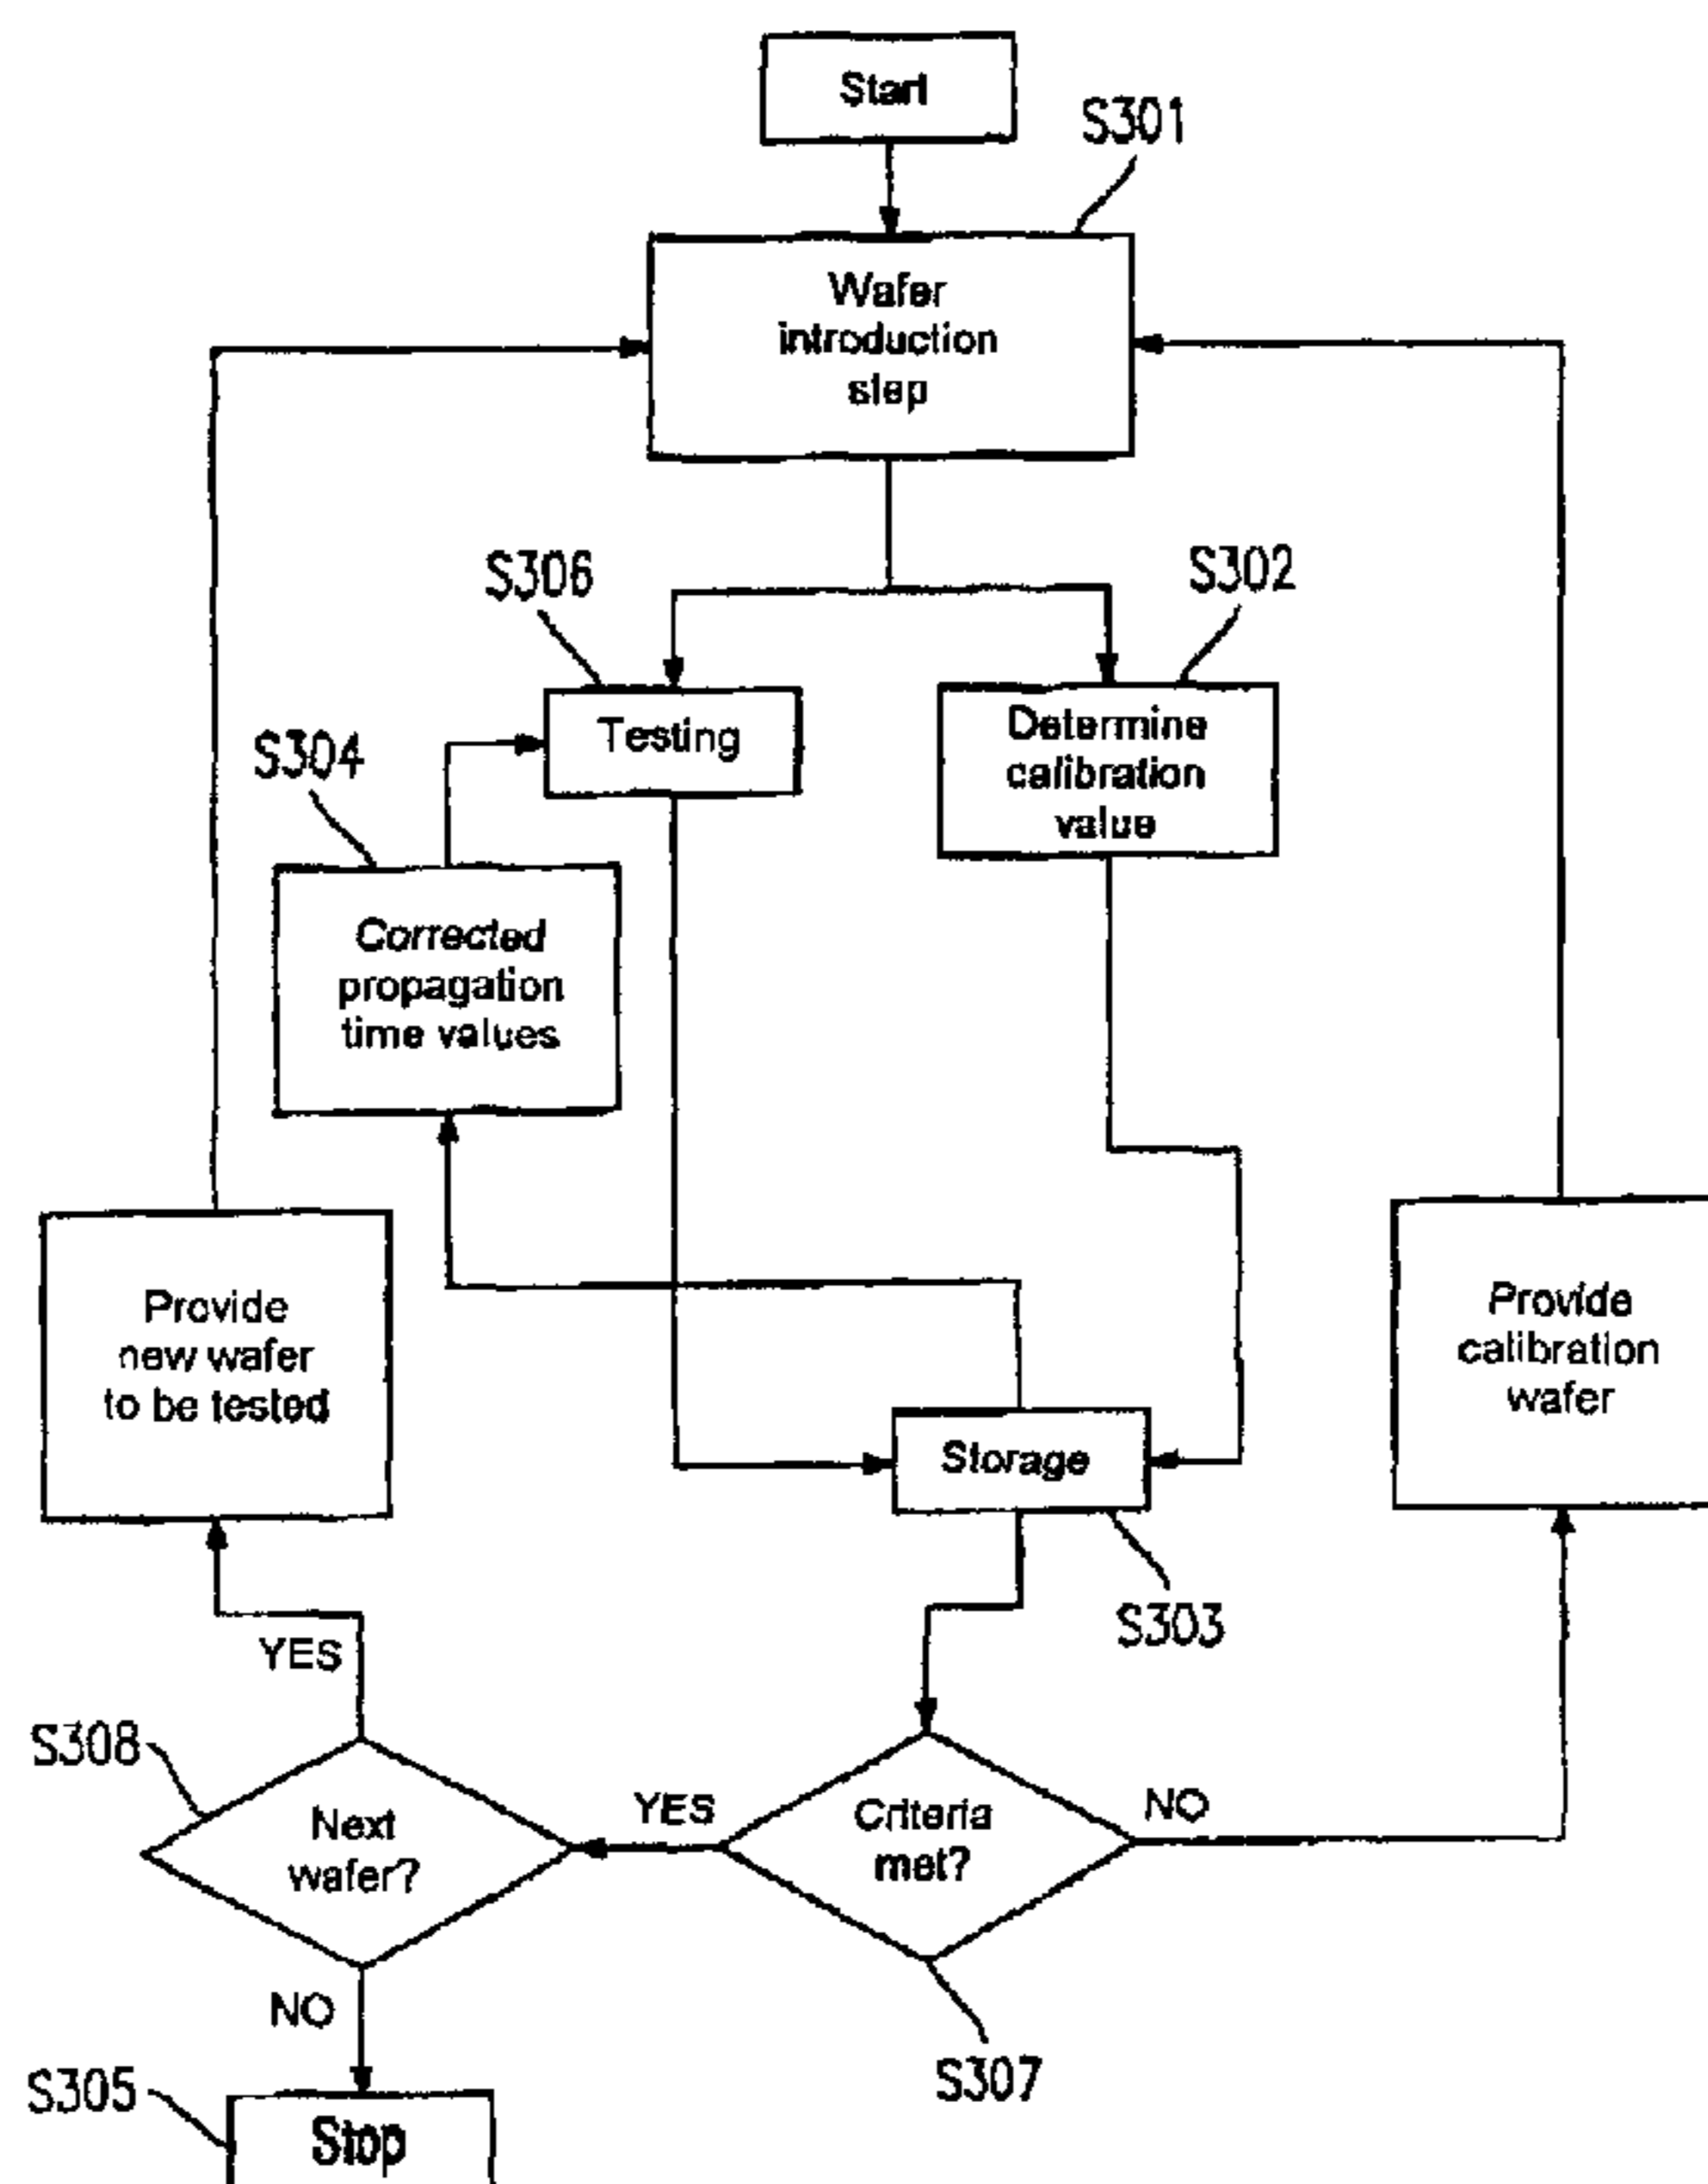 Start
S301
Wafer
introduction
step
S306
S302
Testing
Determine
calibration
value
S304
Corrected
propagation
time values
Provide
new wafer
to be tested
Provide
calibration
wafer
Storage
S303
YES
S308
Next
wafer?
YES
Criteria
met?
NO
NO
S307
S305
Stop